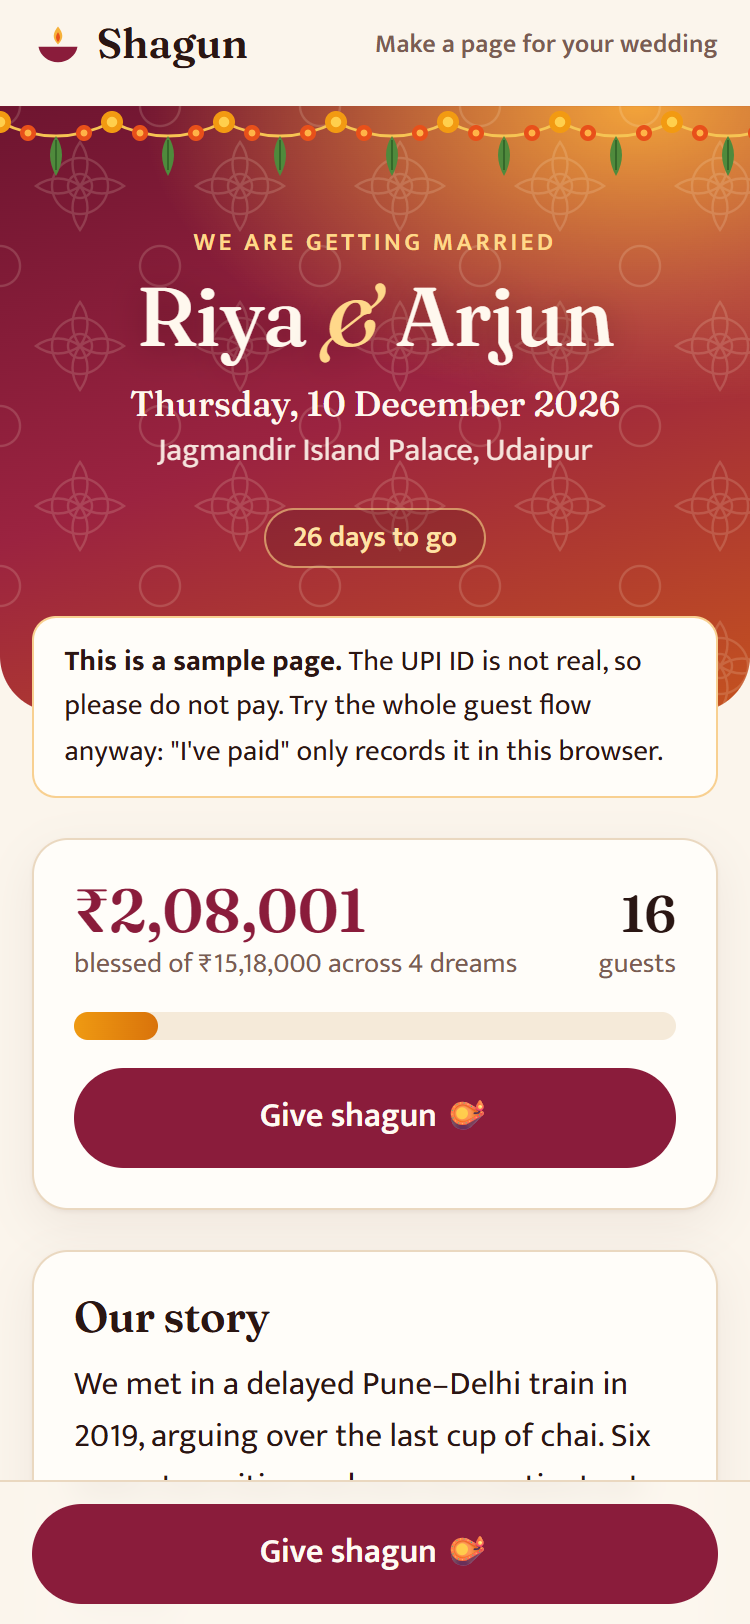 Shagun
Make a page for your wedding
WE ARE GETTING MARRIED
Riya & Arjun
Thursday, 10 December 2026
Jagmandir Island Palace, Udaipur
26 days to go
This is a sample page. The UPI ID is not real, so
please do not pay. Try the whole guest flow
anyway: "I've paid" only records it in this browser.
₹2,08,001
16
blessed of ₹15,18,000 across 4 dreams
guests
Give shagun
Our story
We met in a delayed Pune–Delhi train in
2019, arguing over the last cup of chai. Six
Give shagun